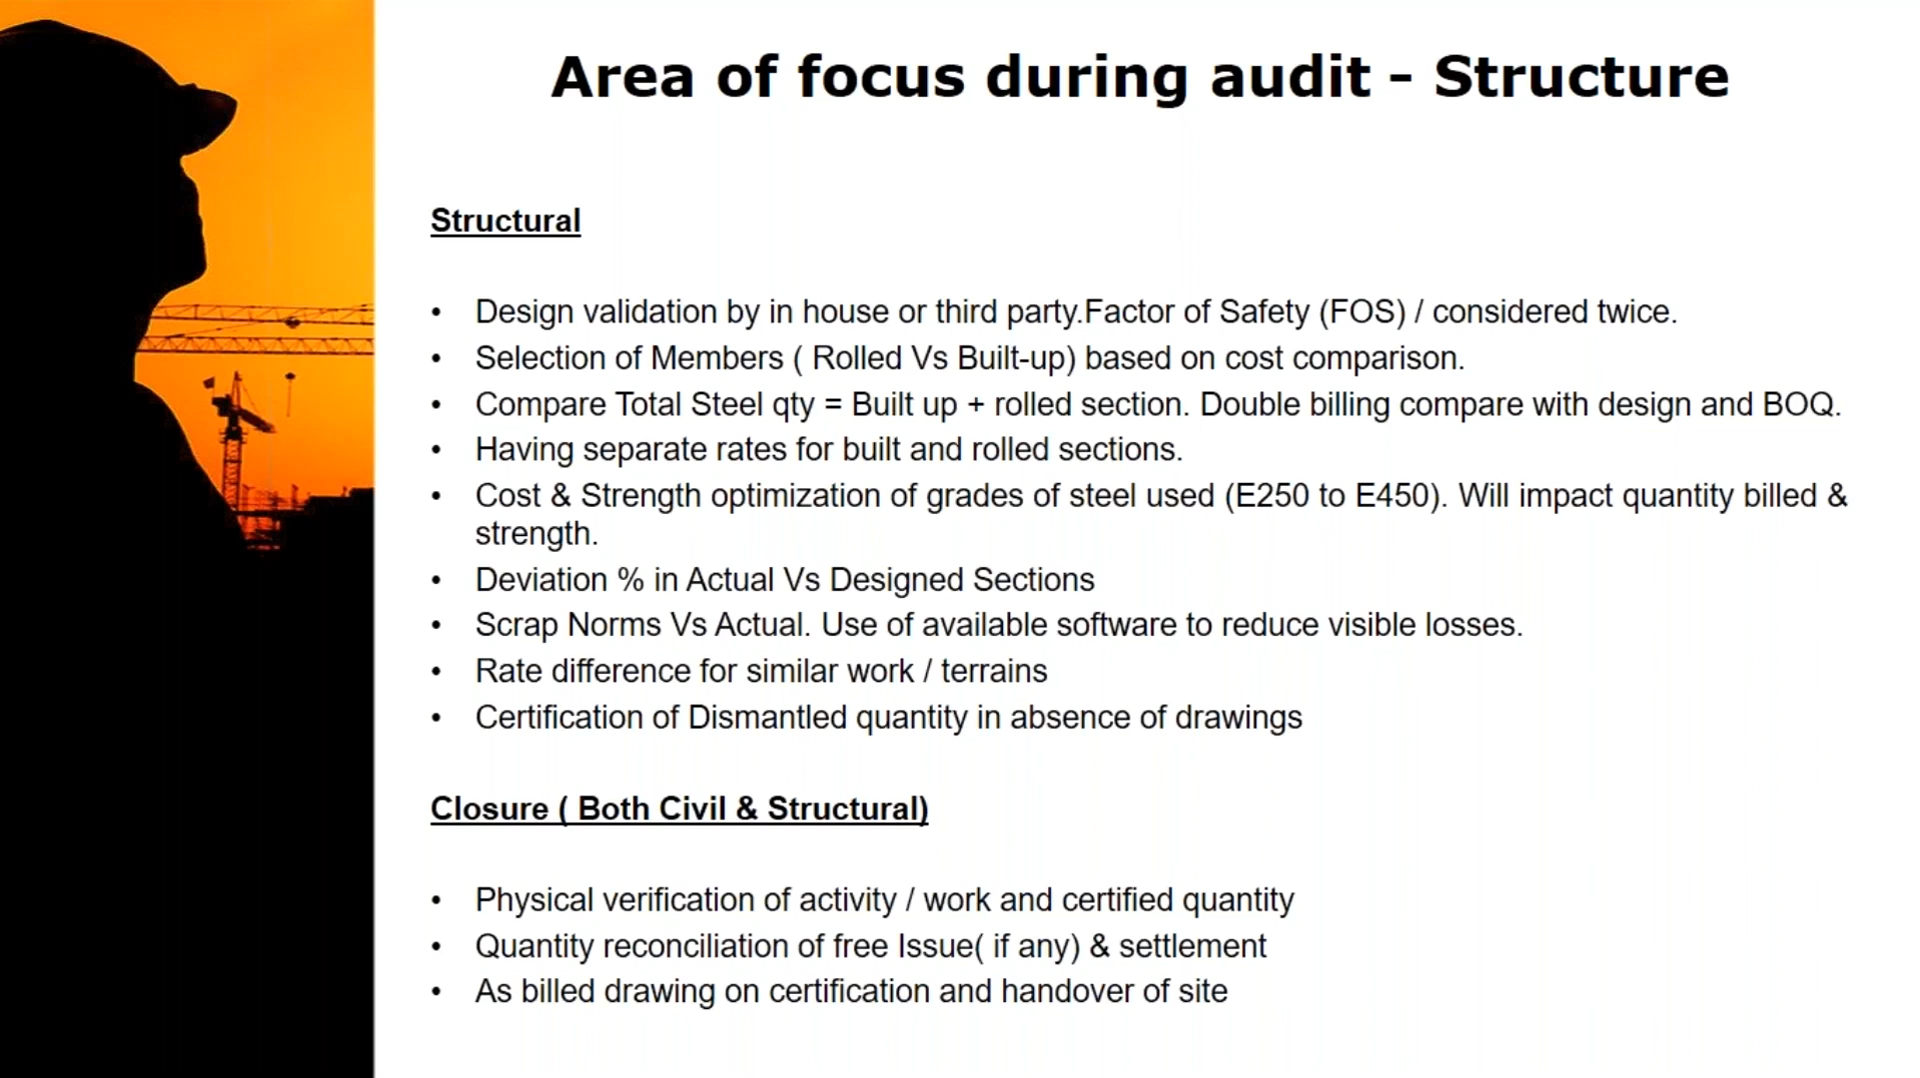 Area of focus during audit - Structure
Structural
• Design validation by in house or third party.Factor of Safety (FOS) / considered twice.
• Selection of Members ( Rolled Vs Built-up) based on cost comparison.
• Compare Total Steel qty = Built up + rolled section. Double billing compare with design and BOQ.
• Having separate rates for built and rolled sections.
• Cost & Strength optimization of grades of steel used (E250 to E450). Will impact quantity billed &
strength.
• Deviation % in Actual Vs Designed Sections
• Scrap Norms Vs Actual. Use of available software to reduce visible losses.
• Rate difference for similar work / terrains
• Certification of Dismantled quantity in absence of drawings
Closure ( Both Civil & Structural)
• Physical verification of activity / work and certified quantity
• Quantity reconciliation of free Issue( if any) & settlement
• As billed drawing on certification and handover of site